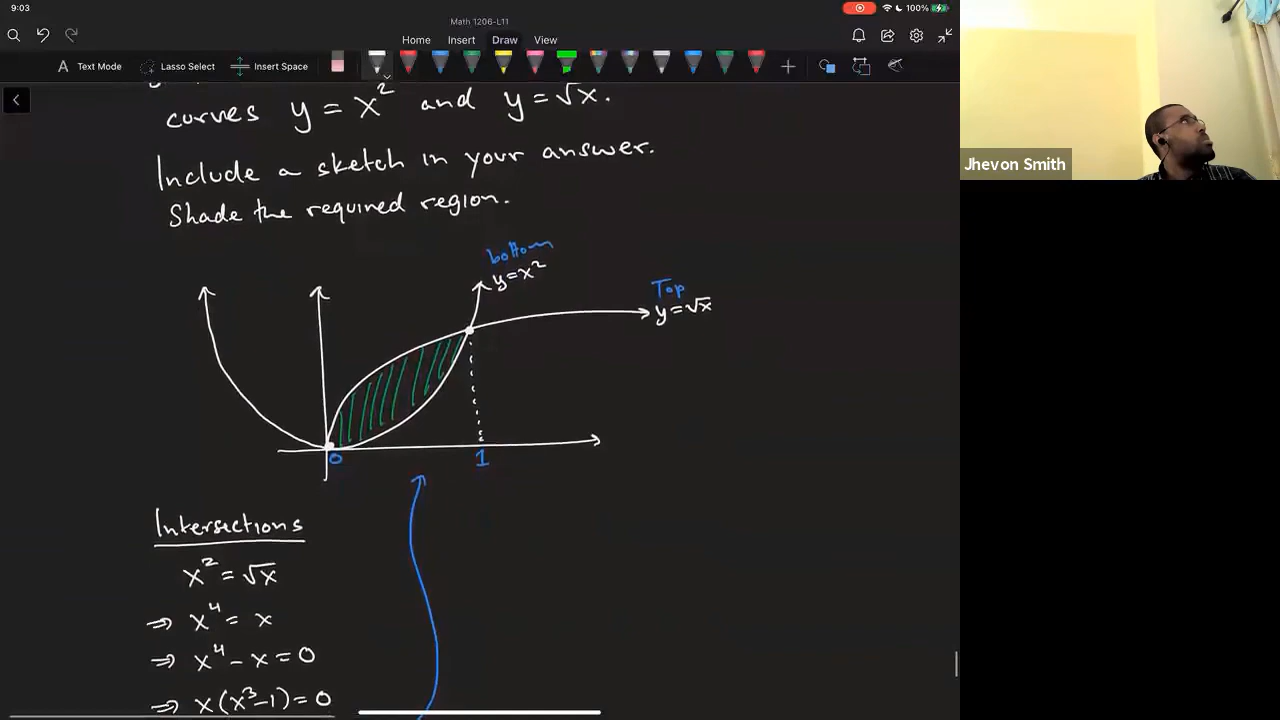 9:03
100%
Math 1206-L11
Home Insert Draw View
Text Mode Lasso Select Insert Space
curves y = x² and y = √x.
Include a sketch in your answer.
Shade the required region.
bottom
y=x²
Top
y=√x
0
1
Intersections
x² = √x
⇒ x⁴ = x
⇒ x⁴ - x = 0
⇒ x(x³-1) = 0
Jhevon Smith